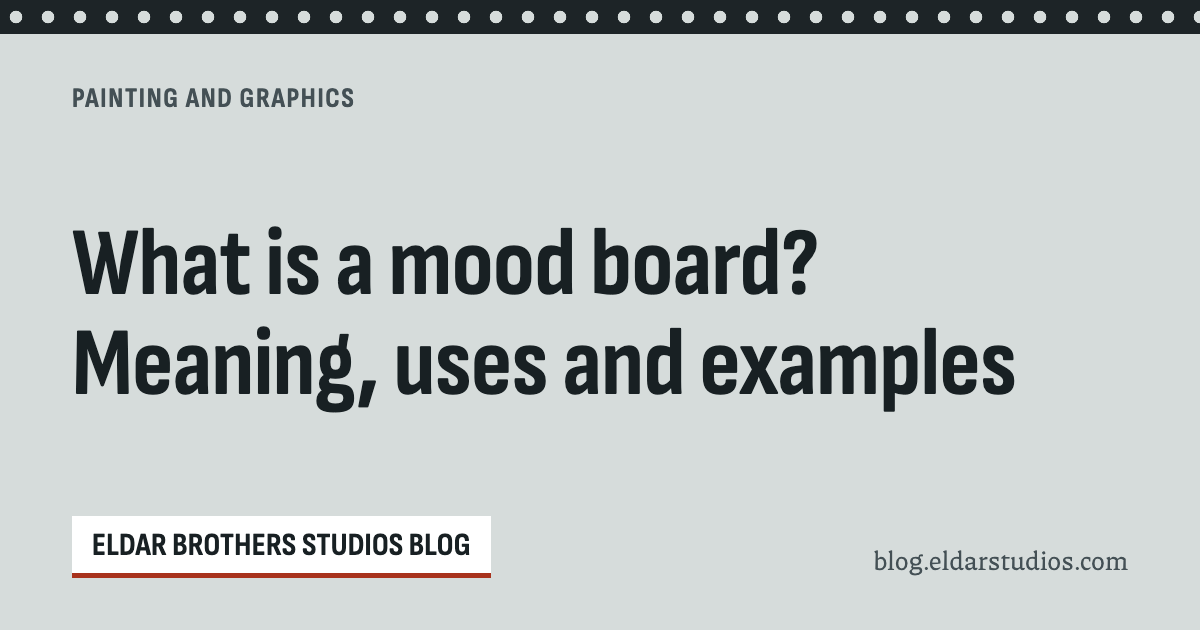 PAINTING AND GRAPHICS
What is a mood board?
Meaning, uses and examples
ELDAR BROTHERS STUDIOS BLOG
blog.eldarstudios.com